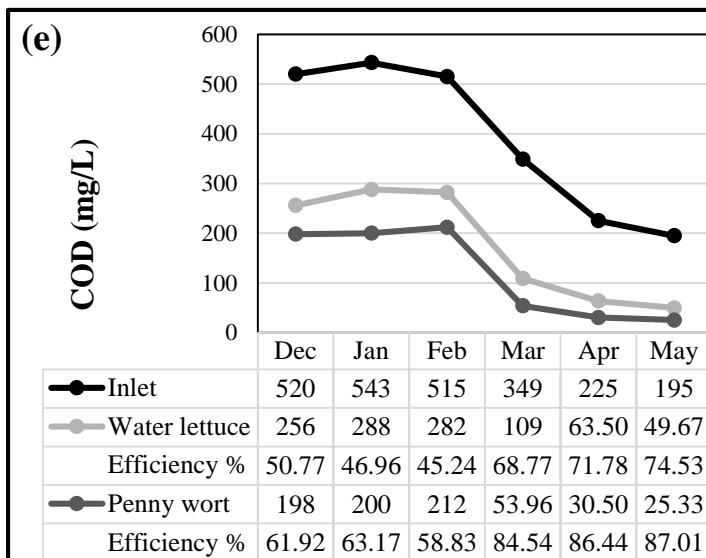 (e)
COD (mg/L)
600
500
400
300
200
100
0
Dec Jan Feb Mar Apr May
Inlet 520 543 515 349 225 195
Water lettuce 256 288 282 109 63.50 49.67
Efficiency % 50.77 46.96 45.24 68.77 71.78 74.53
Penny wort 198 200 212 53.96 30.50 25.33
Efficiency % 61.92 63.17 58.83 84.54 86.44 87.01